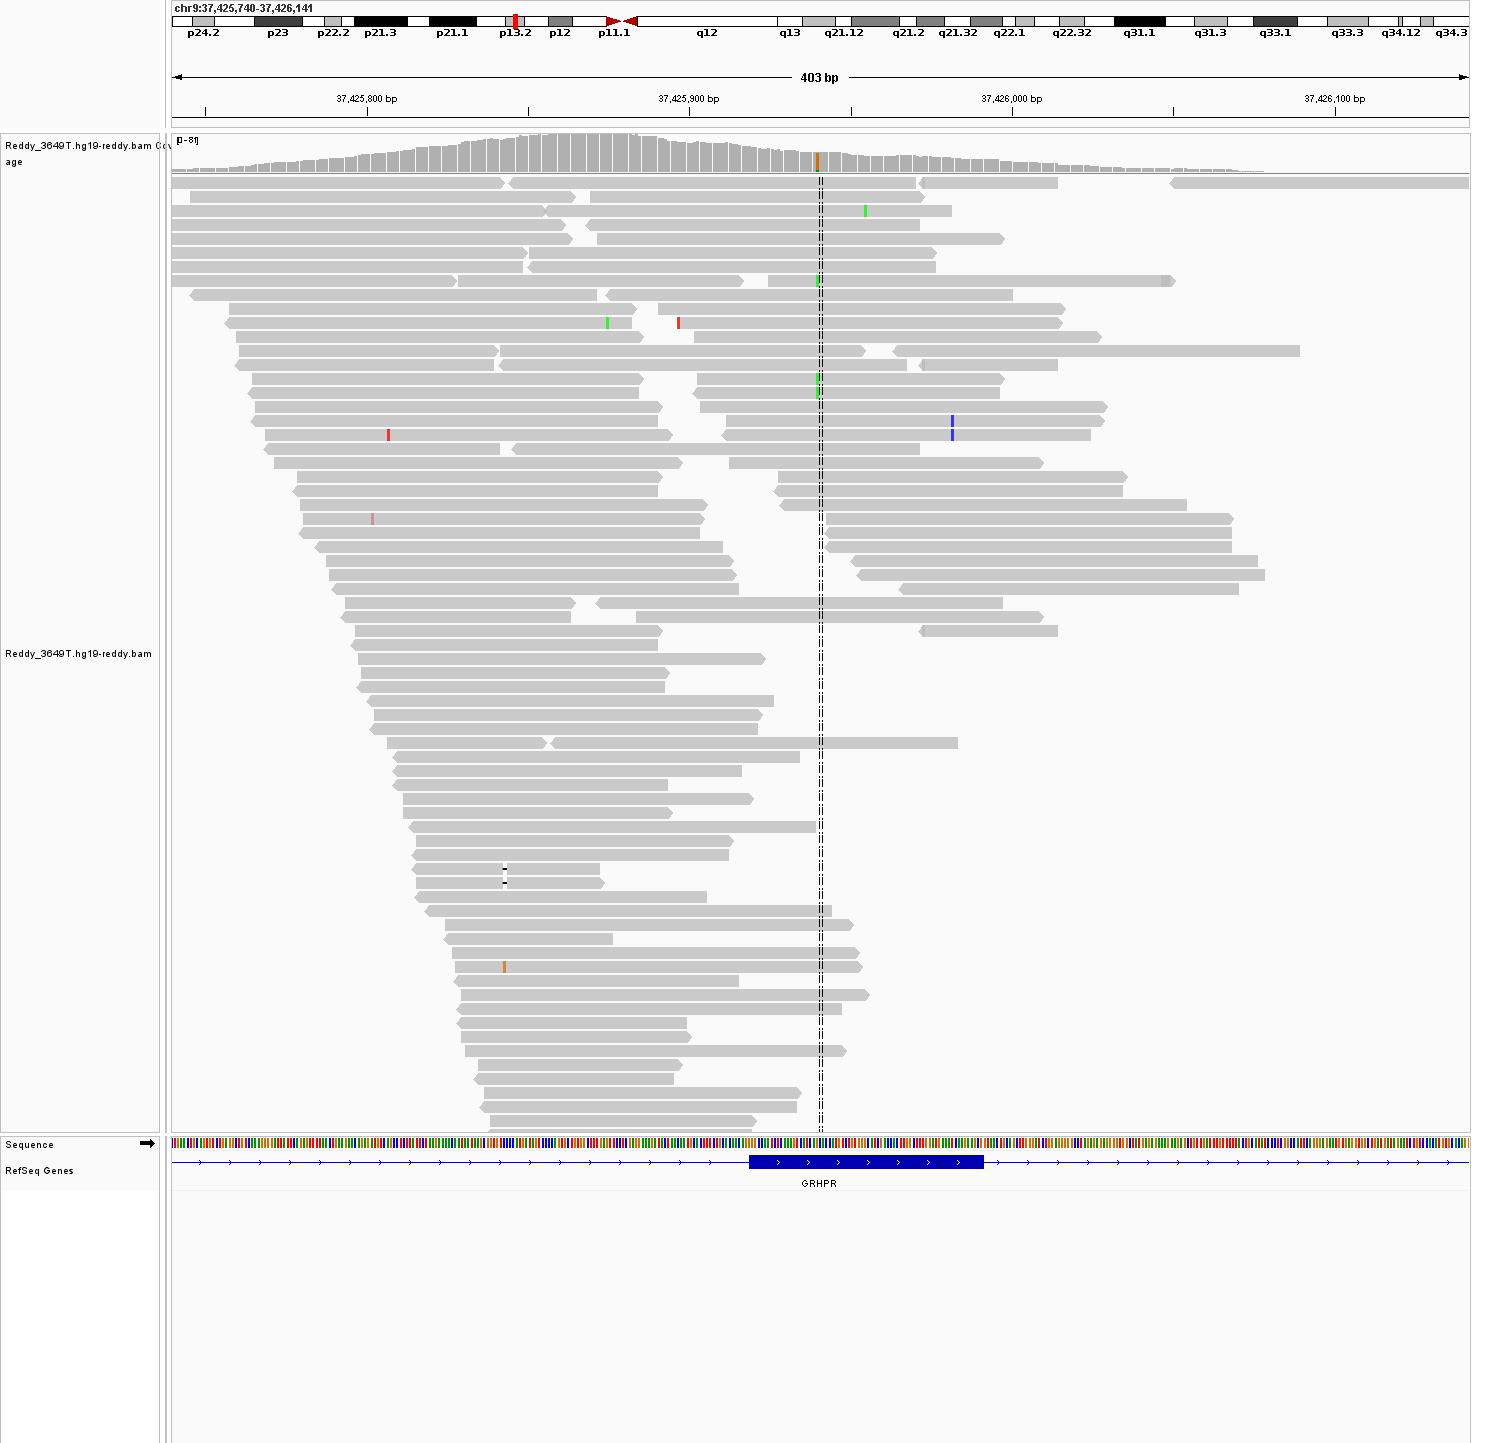 chr9:37,425,740-37,426,141
p24.2 p23 p22.2 p21.3 p21.1 p13.2 p12 p11.1 q12 q13 q21.12 q21.2 q21.32 q22.1 q22.32 q31.1 q31.3 q33.1 q33.3 q34.12 q34.3
403 bp
37,425,800 bp 37,425,900 bp 37,426,000 bp 37,426,100 bp
Reddy_3649T.hg19-reddy.bam Cov
age
[0-81]
Reddy_3649T.hg19-reddy.bam
Sequence
RefSeq Genes
GRHPR